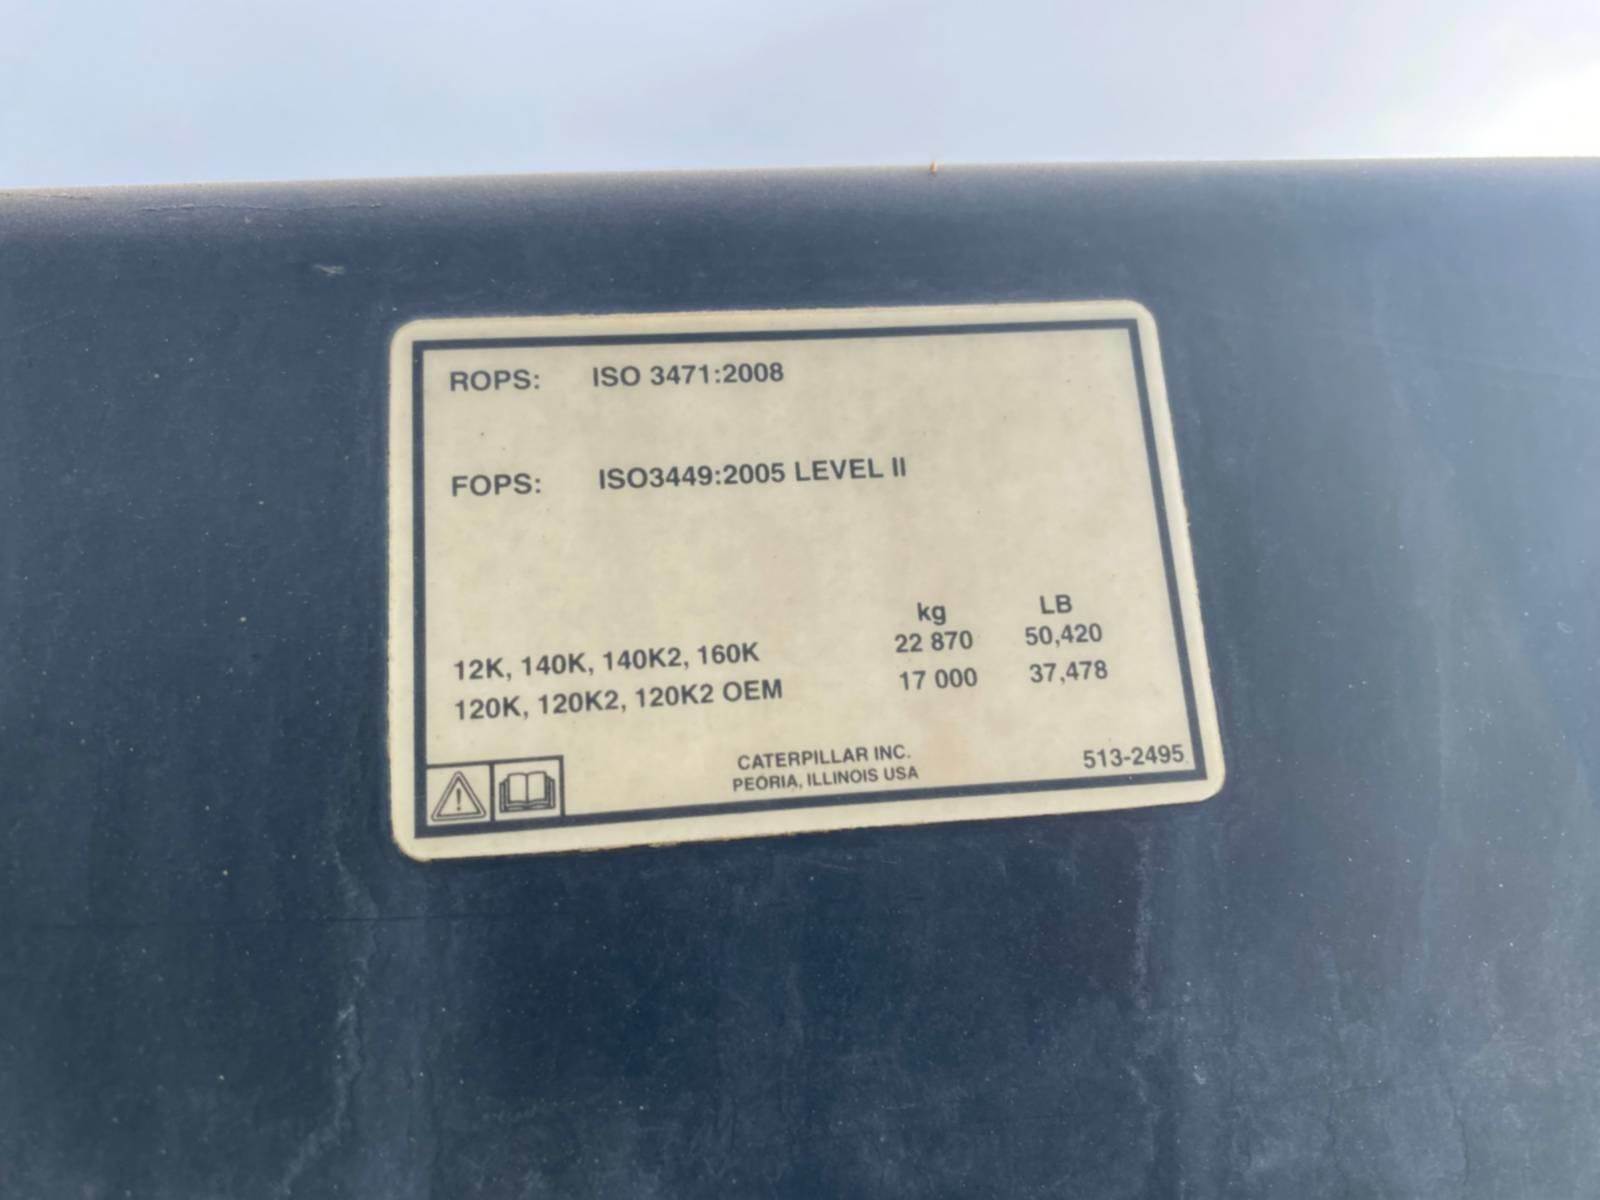 ROPS: ISO 3471:2008
FOPS: ISO3449:2005 LEVEL II
kg LB
12K, 140K, 140K2, 160K 22 870 50,420
120K, 120K2, 120K2 OEM 17 000 37,478
CATERPILLAR INC.
PEORIA, ILLINOIS USA
513-2495